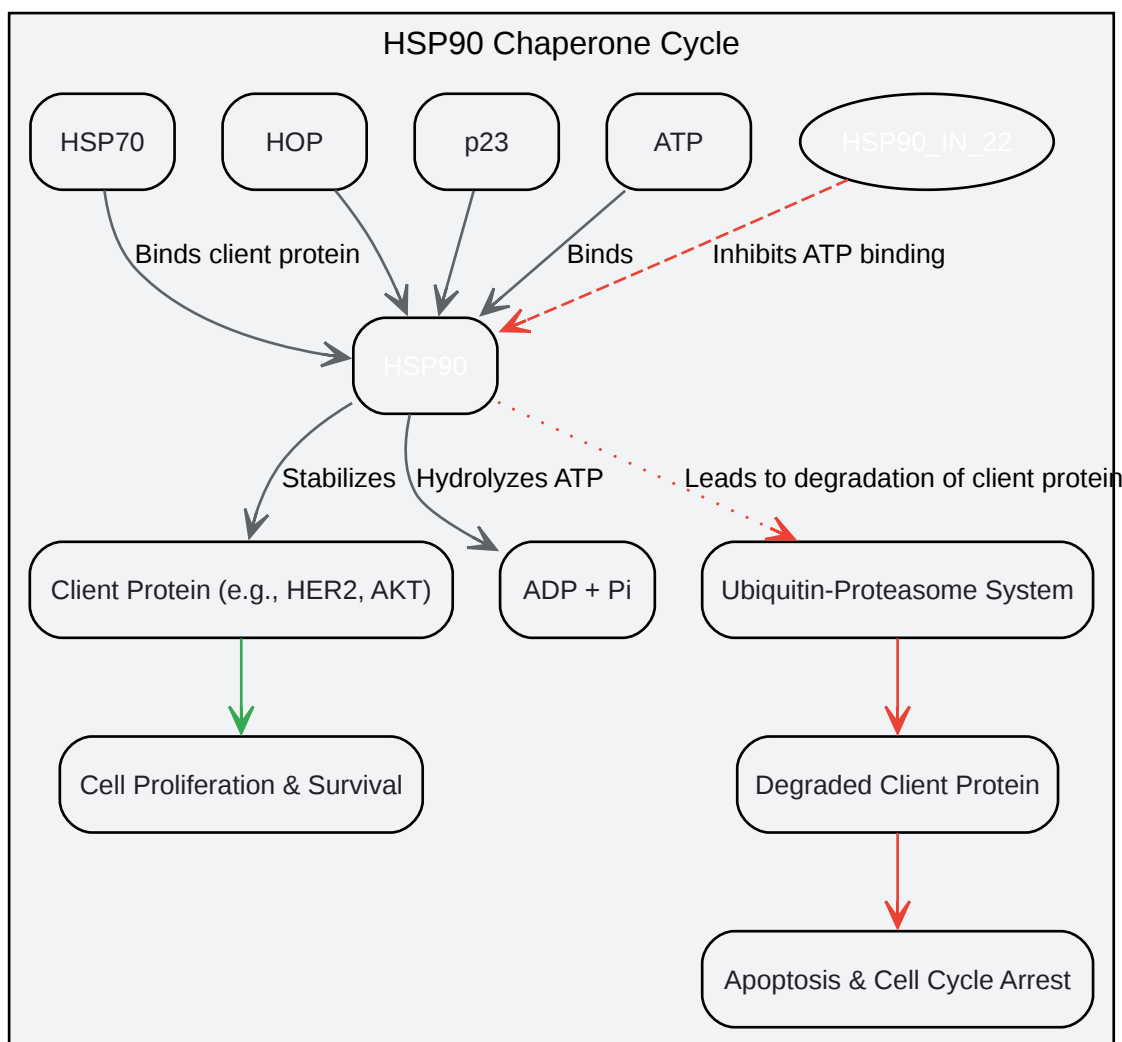 HSP90 Chaperone Cycle
HSP70
HOP
p23
ATP
HSP90_IN_22
Binds client protein
Binds
Inhibits ATP binding
HSP90
Stabilizes
Hydrolyzes ATP
Leads to degradation of client protein
Client Protein (e.g., HER2, AKT)
ADP + Pi
Ubiquitin-Proteasome System
Cell Proliferation & Survival
Degraded Client Protein
Apoptosis & Cell Cycle Arrest